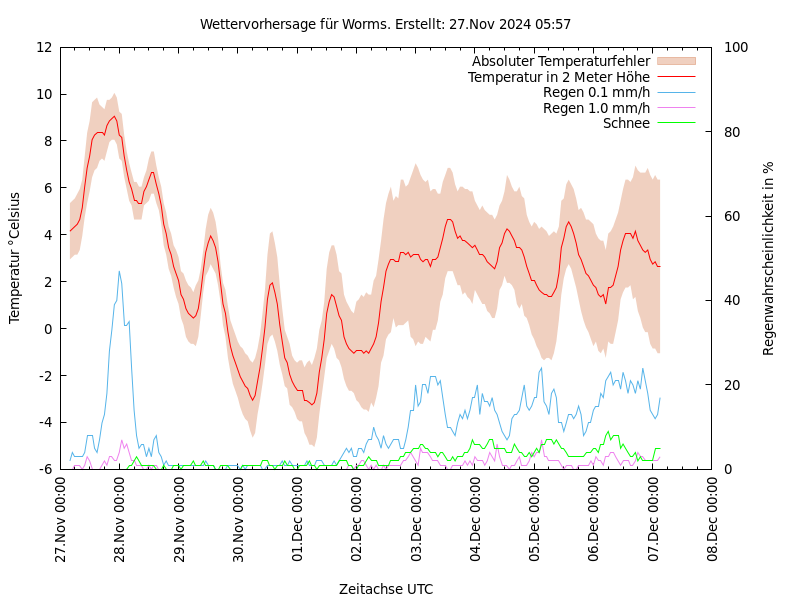 Wettervorhersage für Worms. Erstellt: 27.Nov 2024 05:57
Absoluter Temperaturfehler
Temperatur in 2 Meter Höhe
Regen 0.1 mm/h
Regen 1.0 mm/h
Schnee
Temperatur °Celsius
12
10
8
6
4
2
0
-2
-4
-6
100
80
60
40
20
0
Regenwahrscheinlichkeit in %
27.Nov 00:00
28.Nov 00:00
29.Nov 00:00
30.Nov 00:00
01.Dec 00:00
02.Dec 00:00
03.Dec 00:00
04.Dec 00:00
05.Dec 00:00
06.Dec 00:00
07.Dec 00:00
08.Dec 00:00
Zeitachse UTC